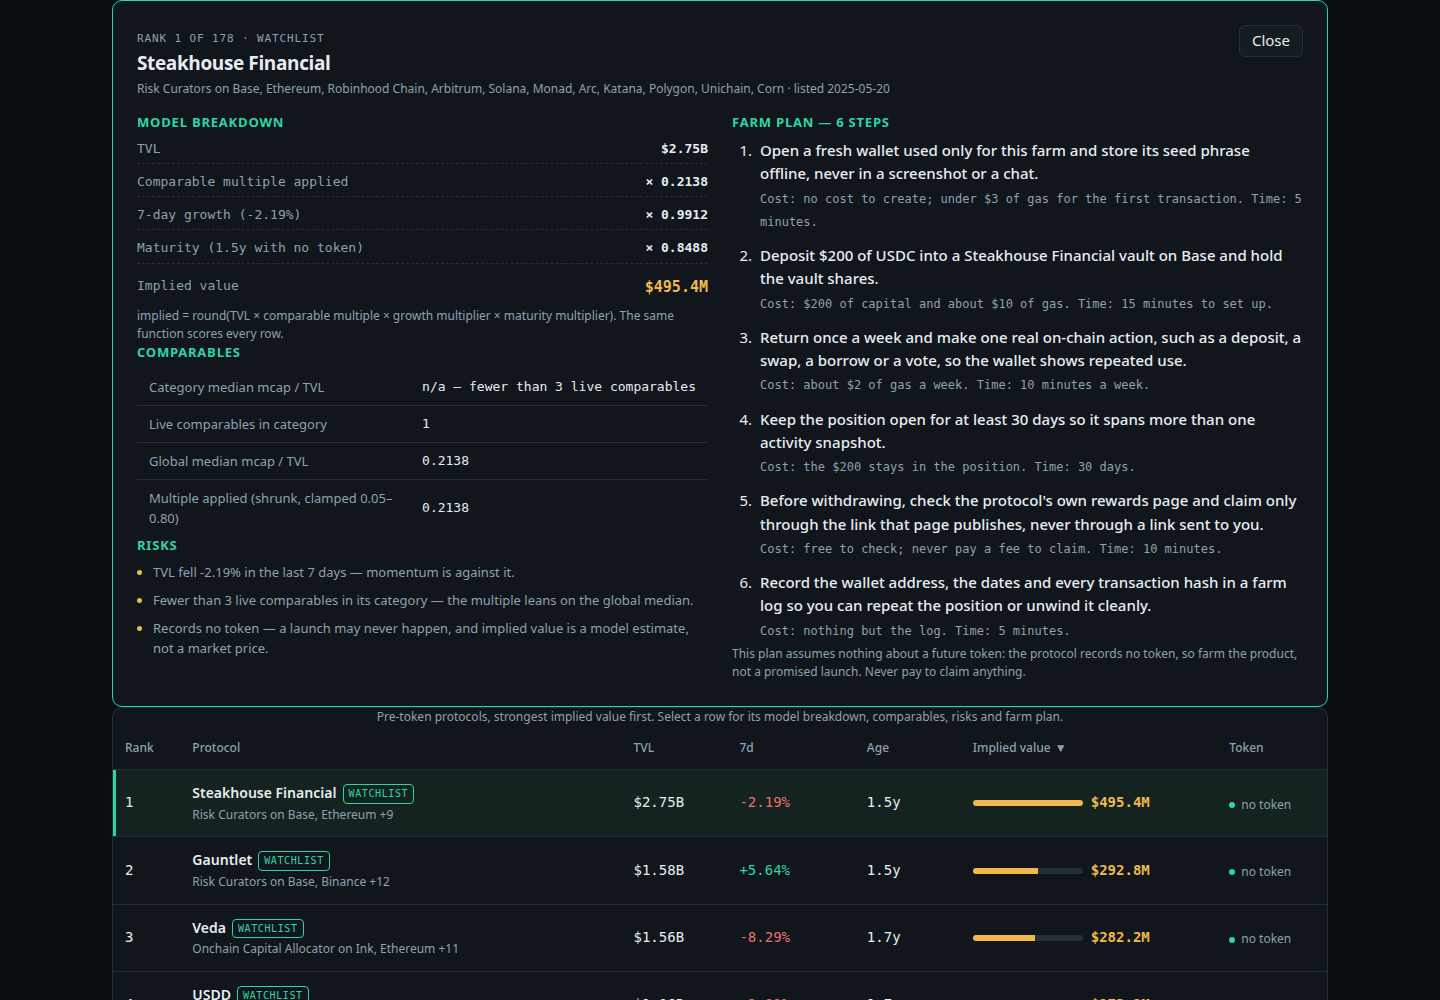 RANK 1 OF 178 · WATCHLIST
Close
Steakhouse Financial
Risk Curators on Base, Ethereum, Robinhood Chain, Arbitrum, Solana, Monad, Arc, Katana, Polygon, Unichain, Corn · listed 2025-05-20
MODEL BREAKDOWN
TVL $2.75B
Comparable multiple applied × 0.2138
7-day growth (-2.19%) × 0.9912
Maturity (1.5y with no token) × 0.8488
Implied value $495.4M
implied = round(TVL × comparable multiple × growth multiplier × maturity multiplier). The same
function scores every row.
COMPARABLES
Category median mcap / TVL n/a — fewer than 3 live comparables
Live comparables in category 1
Global median mcap / TVL 0.2138
Multiple applied (shrunk, clamped 0.05–
0.80) 0.2138
RISKS
TVL fell -2.19% in the last 7 days — momentum is against it.
Fewer than 3 live comparables in its category — the multiple leans on the global median.
Records no token — a launch may never happen, and implied value is a model estimate,
not a market price.
FARM PLAN — 6 STEPS
1. Open a fresh wallet used only for this farm and store its seed phrase
offline, never in a screenshot or a chat.
Cost: no cost to create; under $3 of gas for the first transaction. Time: 5
minutes.
2. Deposit $200 of USDC into a Steakhouse Financial vault on Base and hold
the vault shares.
Cost: $200 of capital and about $10 of gas. Time: 15 minutes to set up.
3. Return once a week and make one real on-chain action, such as a deposit, a
swap, a borrow or a vote, so the wallet shows repeated use.
Cost: about $2 of gas a week. Time: 10 minutes a week.
4. Keep the position open for at least 30 days so it spans more than one
activity snapshot.
Cost: the $200 stays in the position. Time: 30 days.
5. Before withdrawing, check the protocol's own rewards page and claim only
through the link that page publishes, never through a link sent to you.
Cost: free to check; never pay a fee to claim. Time: 10 minutes.
6. Record the wallet address, the dates and every transaction hash in a farm
log so you can repeat the position or unwind it cleanly.
Cost: nothing but the log. Time: 5 minutes.
This plan assumes nothing about a future token: the protocol records no token, so farm the product,
not a promised launch. Never pay to claim anything.
Pre-token protocols, strongest implied value first. Select a row for its model breakdown, comparables, risks and farm plan.
Rank Protocol TVL 7d Age Implied value ▼ Token
1 Steakhouse Financial WATCHLIST $2.75B -2.19% 1.5y $495.4M no token
Risk Curators on Base, Ethereum +9
2 Gauntlet WATCHLIST $1.58B +5.64% 1.5y $292.8M no token
Risk Curators on Base, Binance +12
3 Veda WATCHLIST $1.56B -8.29% 1.7y $282.2M no token
Onchain Capital Allocator on Ink, Ethereum +11
USDD WATCHLIST